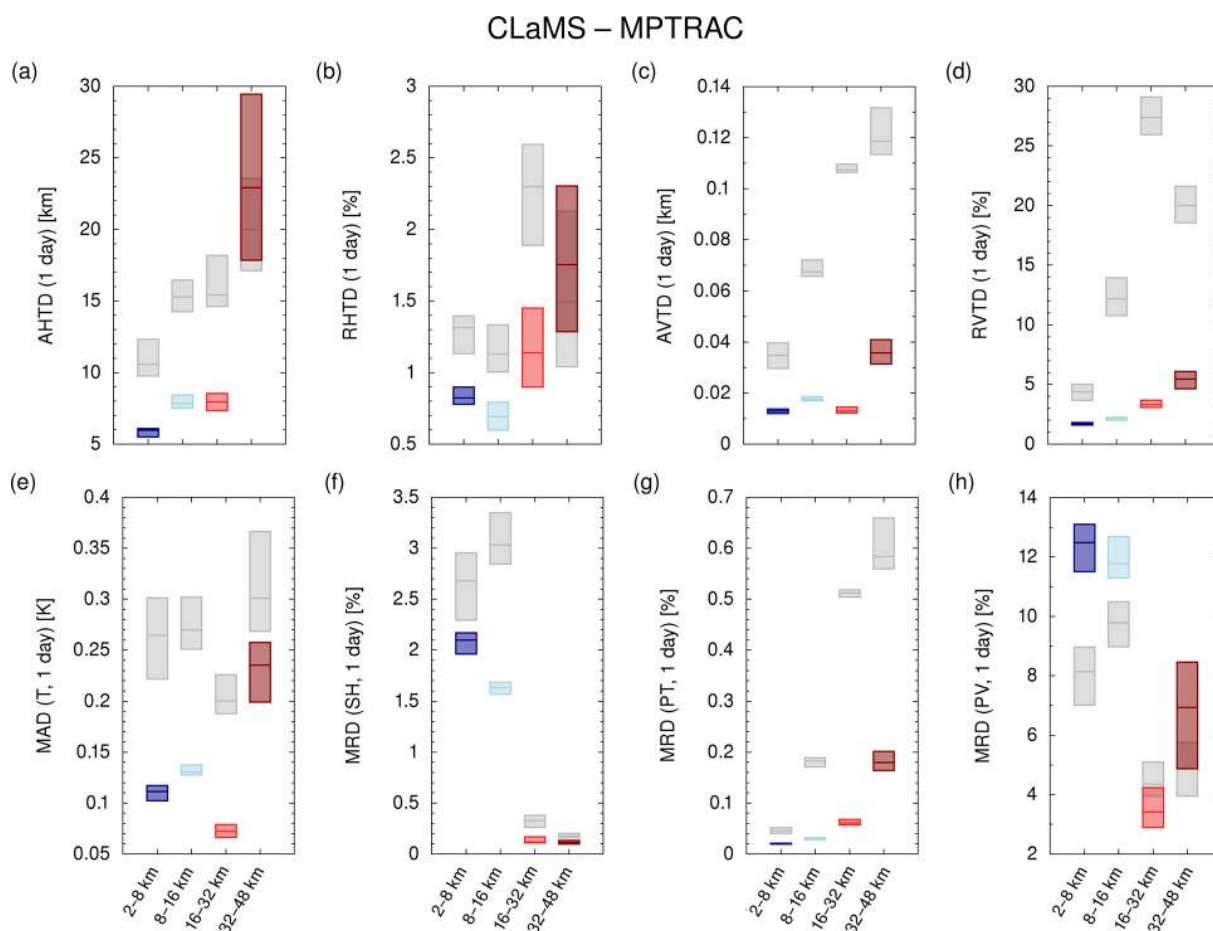 CLaMS – MPTRAC
(a) (b) (c) (d)
AHTD (1 day) [km]
30
25
20
15
10
5
RHTD (1 day) [%]
3
2.5
2
1.5
1
0.5
AVTD (1 day) [km]
0.14
0.12
0.1
0.08
0.06
0.04
0.02
0
RVTD (1 day) [%]
30
25
20
15
10
5
0
(e) (f) (g) (h)
MAD (T, 1 day) [K]
0.4
0.35
0.3
0.25
0.2
0.15
0.1
0.05
2–8 km
8–16 km
16–32 km
32–48 km
MRD (SH, 1 day) [%]
3.5
3
2.5
2
1.5
1
0.5
0
2–8 km
8–16 km
16–32 km
32–48 km
MRD (PT, 1 day) [%]
0.7
0.6
0.5
0.4
0.3
0.2
0.1
0
2–8 km
8–16 km
16–32 km
32–48 km
MRD (PV, 1 day) [%]
14
12
10
8
6
4
2
2–8 km
8–16 km
16–32 km
32–48 km